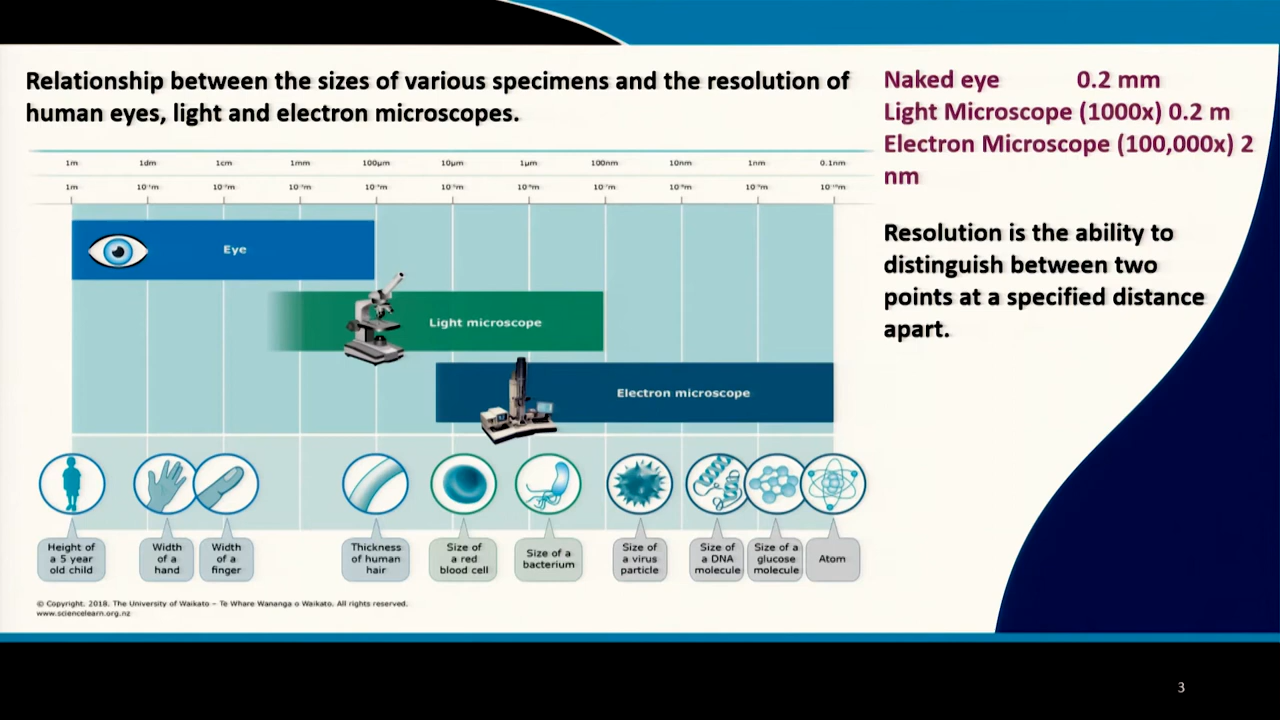 Relationship between the sizes of various specimens and the resolution of
human eyes, light and electron microscopes.
Naked eye 0.2 mm
Light Microscope (1000x) 0.2 m
Electron Microscope (100,000x) 2
nm
Resolution is the ability to
distinguish between two
points at a specified distance
apart.
1m 1dm 1cm 1mm 100µm 10µm 1µm 100nm 10nm 1nm 0.1nm
1m
Eye
Light microscope
Electron microscope
Height of
a 5 year
old child
Width
of a
hand
Width
of a
finger
Thickness
of human
hair
Size of
a red
blood cell
Size of a
bacterium
Size of
a virus
particle
Size of
a DNA
molecule
Size of a
glucose
molecule
Atom
© Copyright. 2018. The University of Waikato – Te Whare Wananga o Waikato. All rights reserved.
www.sciencelearn.org.nz
3